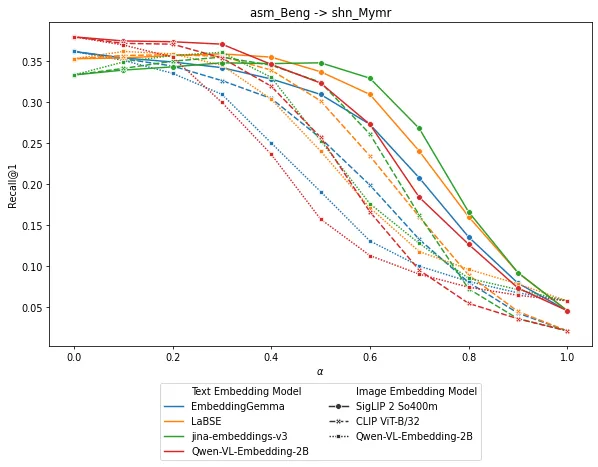 asm_Beng -> shn_Mymr
Recall@1
0.35
0.30
0.25
0.20
0.15
0.10
0.05
0.0 0.2 0.4 0.6 0.8 1.0
α
Text Embedding Model
EmbeddingGemma
LaBSE
jina-embeddings-v3
Qwen-VL-Embedding-2B
Image Embedding Model
SigLIP 2 So400m
CLIP ViT-B/32
Qwen-VL-Embedding-2B